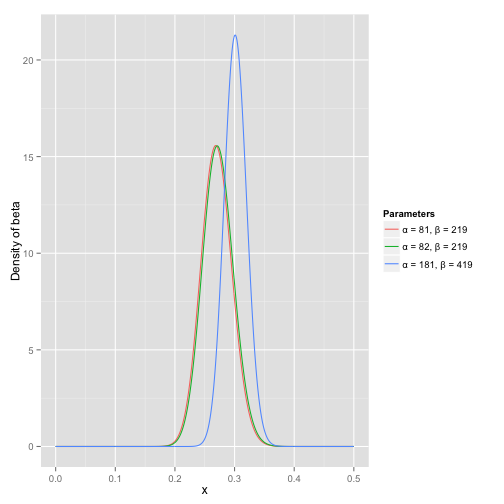 20
15
10
5
0
Density of beta
0.0 0.1 0.2 0.3 0.4 0.5
x
Parameters
α = 81, β = 219
α = 82, β = 219
α = 181, β = 419